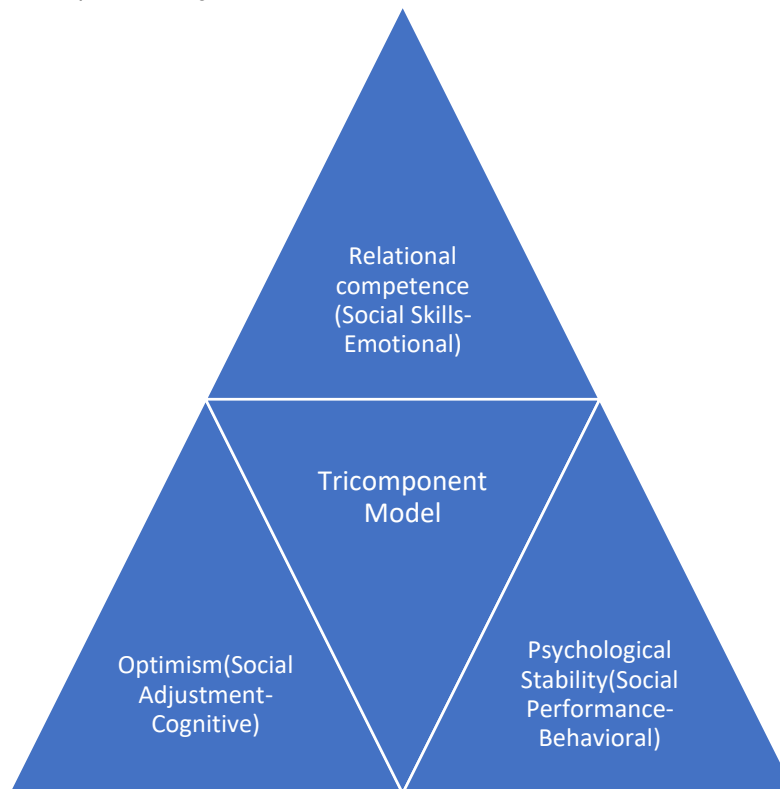 Relational
competence
(Social Skills-
Emotional)
Tricomponent
Model
Optimism(Social
Adjustment-
Cognitive)
Psychological
Stability(Social
Performance-
Behavioral)